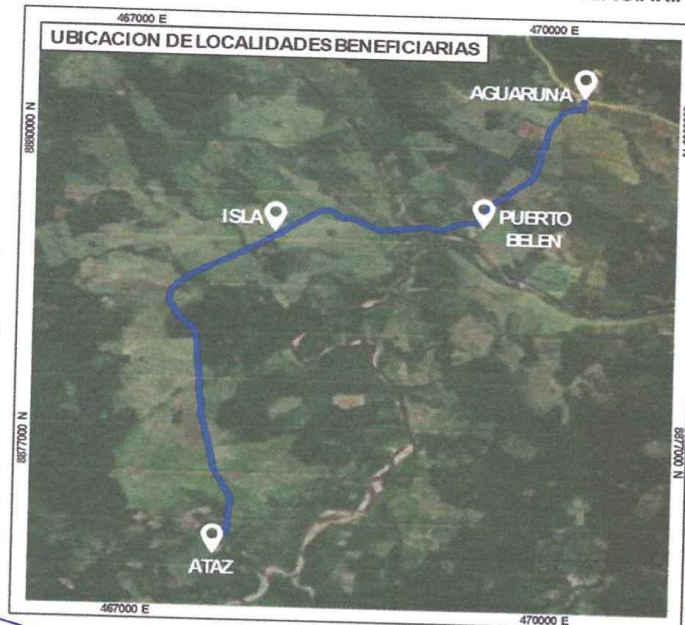 467000 E
470000 E
UBICACION DE LOCALIDADES BENEFICIARIAS
AGUARUNA
8880000 N
ISLA
PUERTO
BELEN
8877000 N
8877000 N
ATAZ
467000 E
470000 E